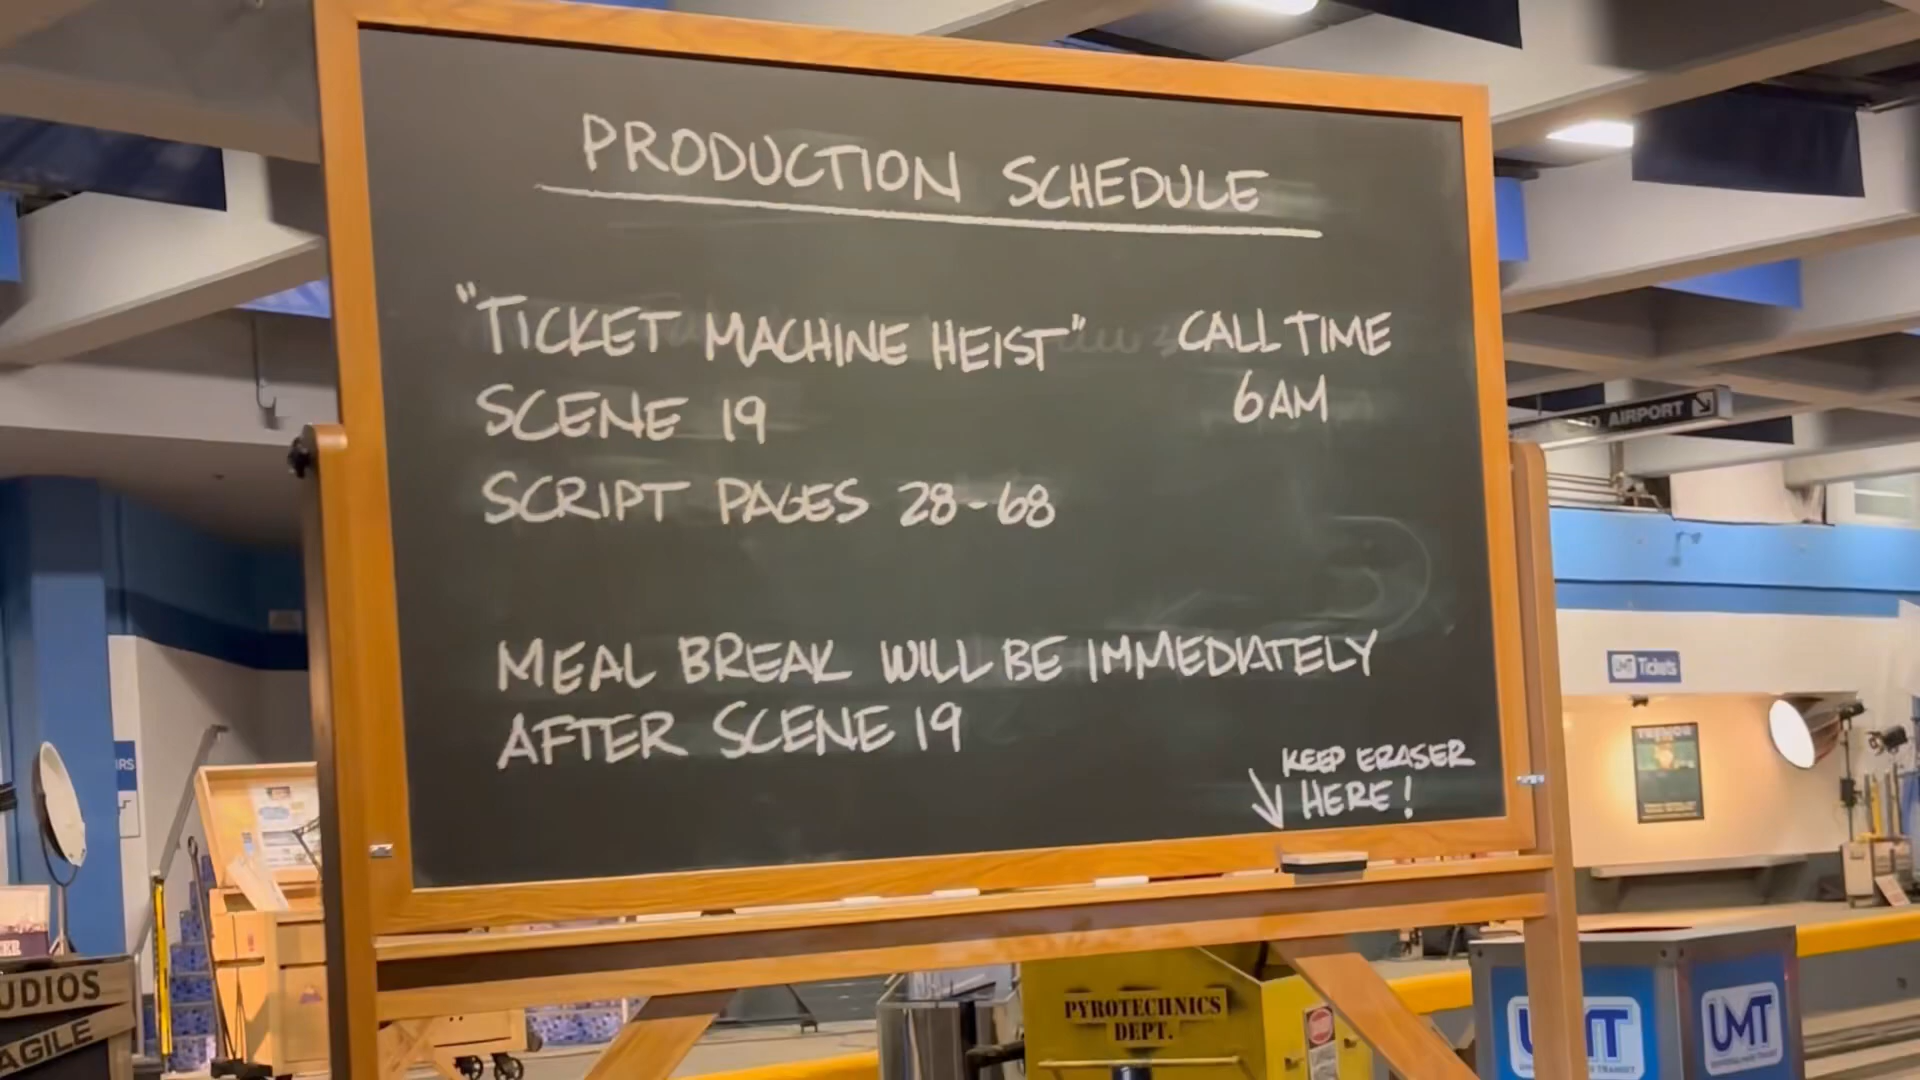 PRODUCTION SCHEDULE
"TICKET MACHINE HEIST"
SCENE 19
SCRIPT PAGES 28-68
CALL TIME
6AM
MEAL BREAK WILL BE IMMEDIATELY
AFTER SCENE 19
KEEP ERASER
HERE!
AIRPORT
UMT Tickets
UDIOS
AGILE
PYROTECHNICS
DEPT.
UMT
UMT